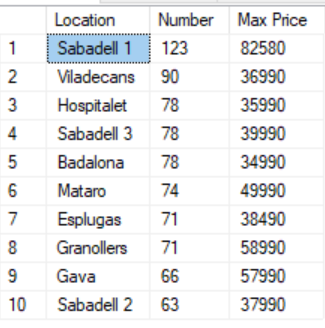 Location Number Max Price
1 Sabadell 1 123 82580
2 Viladecans 90 36990
3 Hospitalet 78 35990
4 Sabadell 3 78 39990
5 Badalona 78 34990
6 Mataro 74 49990
7 Esplugas 71 38490
8 Granollers 71 58990
9 Gava 66 57990
10 Sabadell 2 63 37990